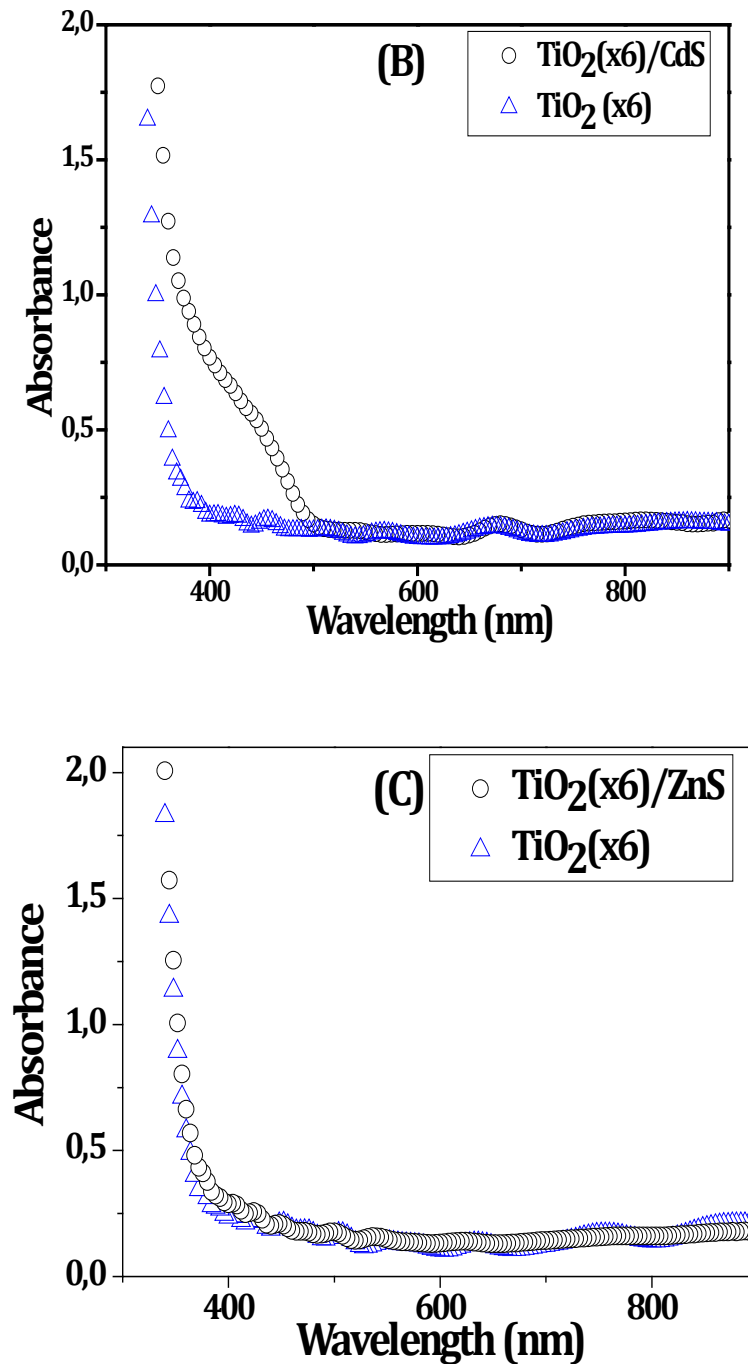 2,0
(B)
TiO2(x6)/CdS
TiO2 (x6)
1,5
1,0
Absorbance
0,5
0,0
400 600 800
Wavelength (nm)
2,0
(C)
TiO2(x6)/ZnS
TiO2(x6)
1,5
1,0
Absorbance
0,5
0,0
400 600 800
Wavelength (nm)